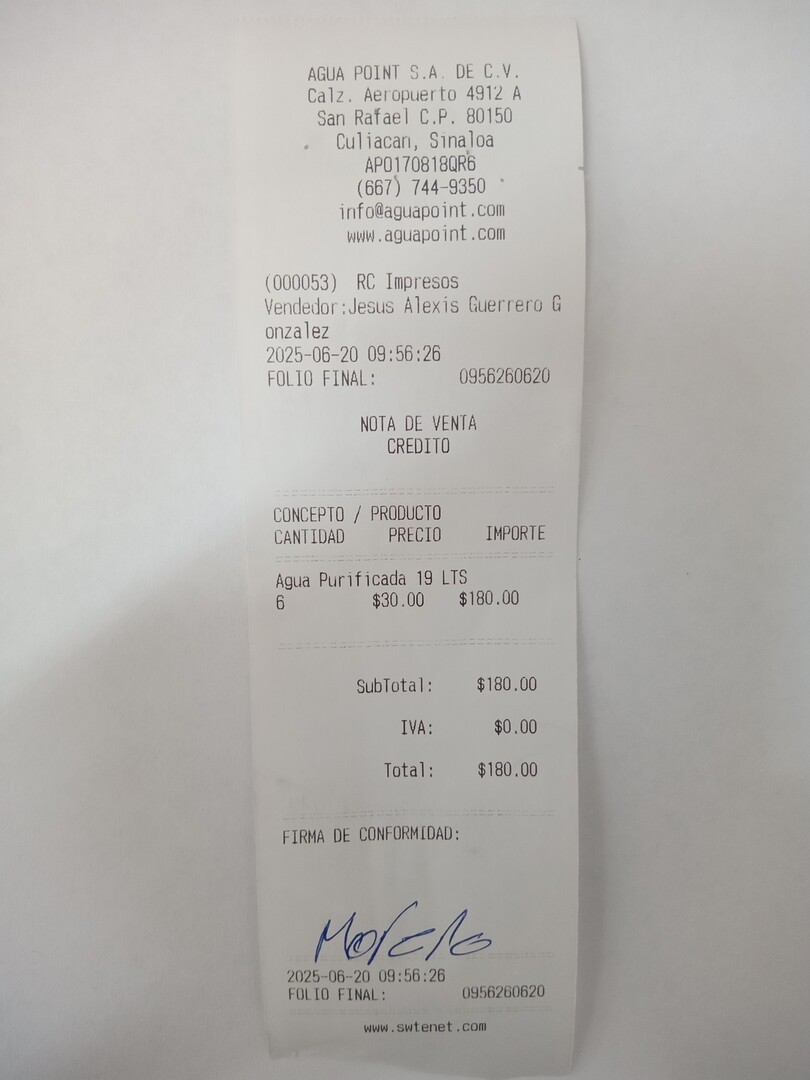 AGUA POINT S.A. DE C.V.
Calz. Aeropuerto 4912 A
San Rafael C.P. 80150
Culiacan, Sinaloa
APO170818QR6
(667) 744-9350
info@aguapoint.com
www.aguapoint.com
(000053) RC Impresos
Vendedor:Jesus Alexis Guerrero G
onzalez
2025-06-20 09:56:26
FOLIO FINAL: 0956260620
NOTA DE VENTA
CREDITO
CONCEPTO / PRODUCTO
CANTIDAD PRECIO IMPORTE
Agua Purificada 19 LTS
6 $30.00 $180.00
SubTotal: $180.00
IVA: $0.00
Total: $180.00
FIRMA DE CONFORMIDAD:
2025-06-20 09:56:26
FOLIO FINAL: 0956260620
www.swtenet.com